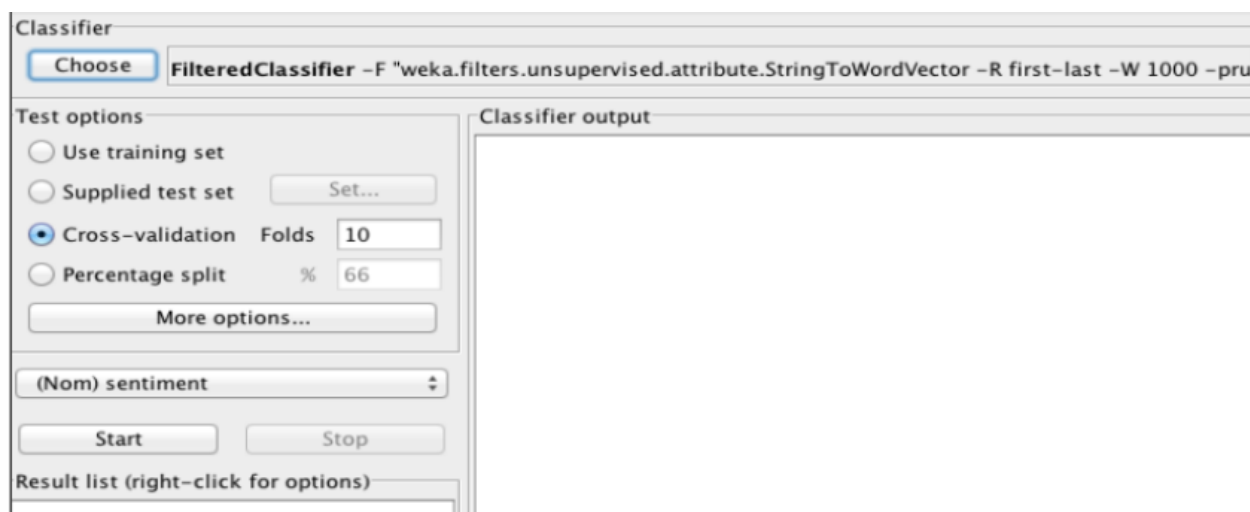 Classifier
Choose FilteredClassifier -F "weka.filters.unsupervised.attribute.StringToWordVector -R first-last -W 1000 -pru
Test options
Classifier output
Use training set
Supplied test set Set...
Cross-validation Folds 10
Percentage split % 66
More options...
(Nom) sentiment
Start Stop
Result list (right-click for options)